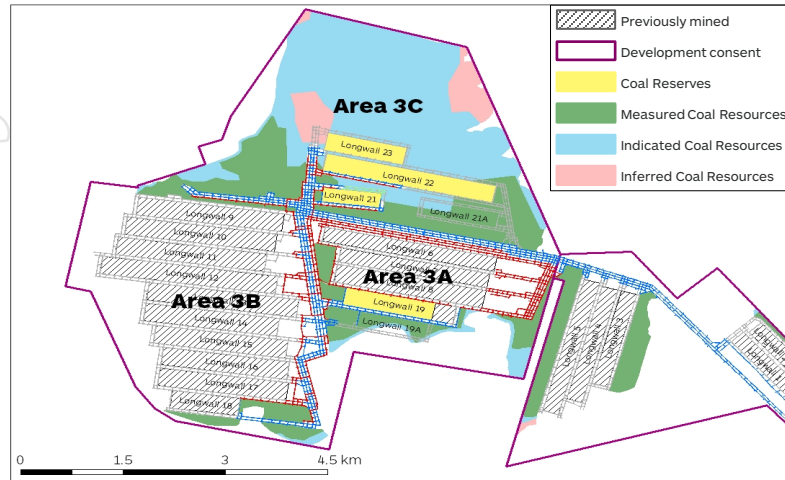 Previously mined
Development consent
Coal Reserves
Measured Coal Resources
Indicated Coal Resources
Inferred Coal Resources
Area 3C
Longwall 23
Longwall 22
Longwall 21
Longwall 21A
Longwall 9
Longwall 10
Longwall 11
Longwall 12
Area 3B
Longwall 14
Longwall 15
Longwall 16
Longwall 17
Longwall 18
Longwall 6
Area 3A
8
Longwall 19
Longwall 19A
Longwall 5
Longwall 4
Longwall 3
0 1.5 3 4.5 km